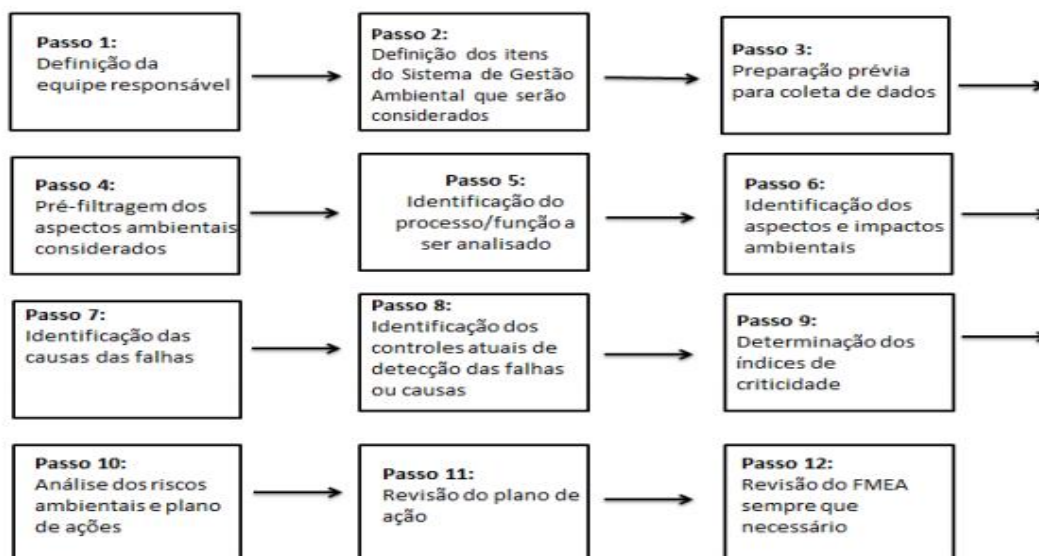 Passo 1:
Definição da
equipe responsável
Passo 2:
Definição dos itens
do Sistema de Gestão
Ambiental que serão
considerados
Passo 3:
Preparação prévia
para coleta de dados
Passo 4:
Pré-filtragem dos
aspectos ambientais
considerados
Passo 5:
Identificação do
processo/função a
ser analisado
Passo 6:
Identificação dos
aspectos e impactos
ambientais
Passo 7:
Identificação das
causas das falhas
Passo 8:
Identificação dos
controles atuais de
detecção das falhas
ou causas
Passo 9:
Determinação dos
índices de
criticidade
Passo 10:
Análise dos riscos
ambientais e plano
de ações
Passo 11:
Revisão do plano de
ação
Passo 12:
Revisão do FMEA
sempre que
necessário